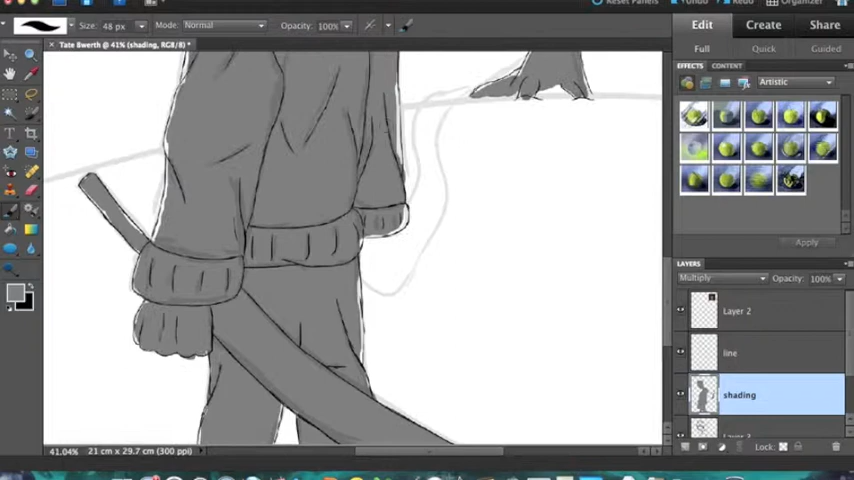 Reset Panels Undo Redo Organizer
Size: 48 px Mode: Normal Opacity: 100%
Edit Create Share
Tate Bwerth @ 41% (shading, RGB/8) *
Full Quick Guided
EFFECTS CONTENT
Artistic
Apply
LAYERS
Multiply Opacity: 100%
Layer 2
line
shading
Lock:
41.04% 21 cm x 29.7 cm (300 ppi)